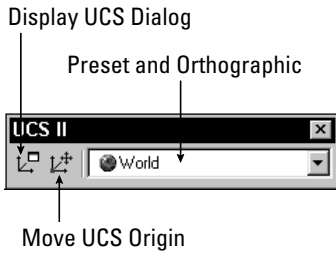 Display UCS Dialog
Preset and Orthographic
UCS II
World
Move UCS Origin